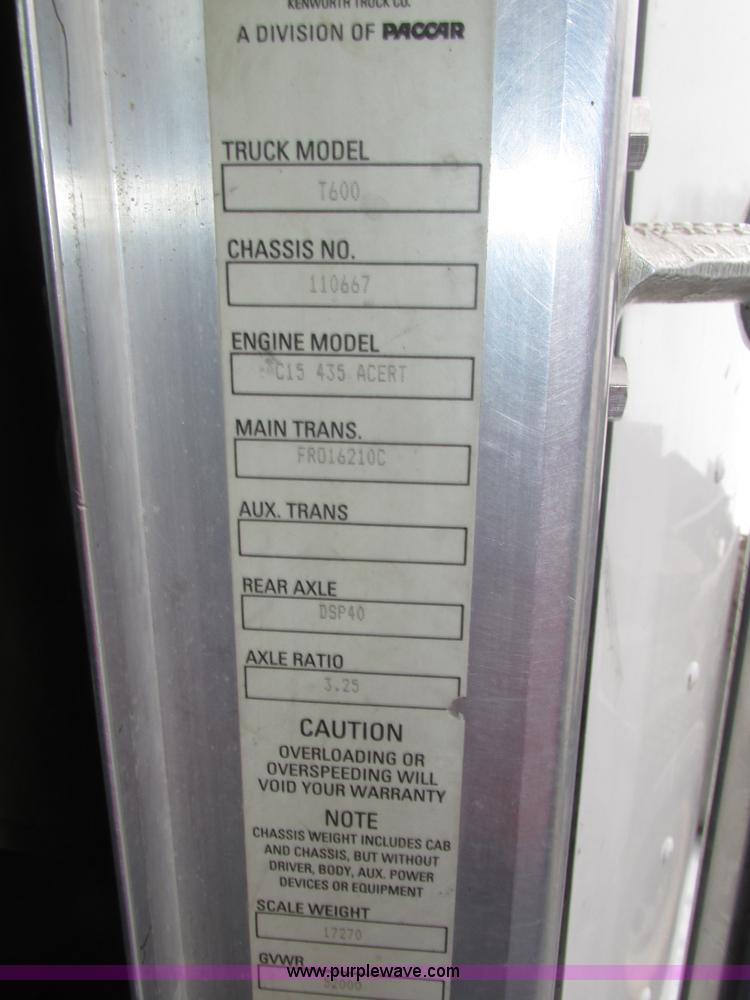 KENWORTH TRUCK CO.
A DIVISION OF PACCAR
TRUCK MODEL
T600
CHASSIS NO.
110667
ENGINE MODEL
C15 435 ACERT
MAIN TRANS.
FRO16210C
AUX. TRANS
REAR AXLE
DSP40
AXLE RATIO
3.25
CAUTION
OVERLOADING OR
OVERSPEEDING WILL
VOID YOUR WARRANTY
NOTE
CHASSIS WEIGHT INCLUDES CAB
AND CHASSIS, BUT WITHOUT
DRIVER, BODY, AUX. POWER
DEVICES OR EQUIPMENT
SCALE WEIGHT
17270
GVWR
www.purplewave.com